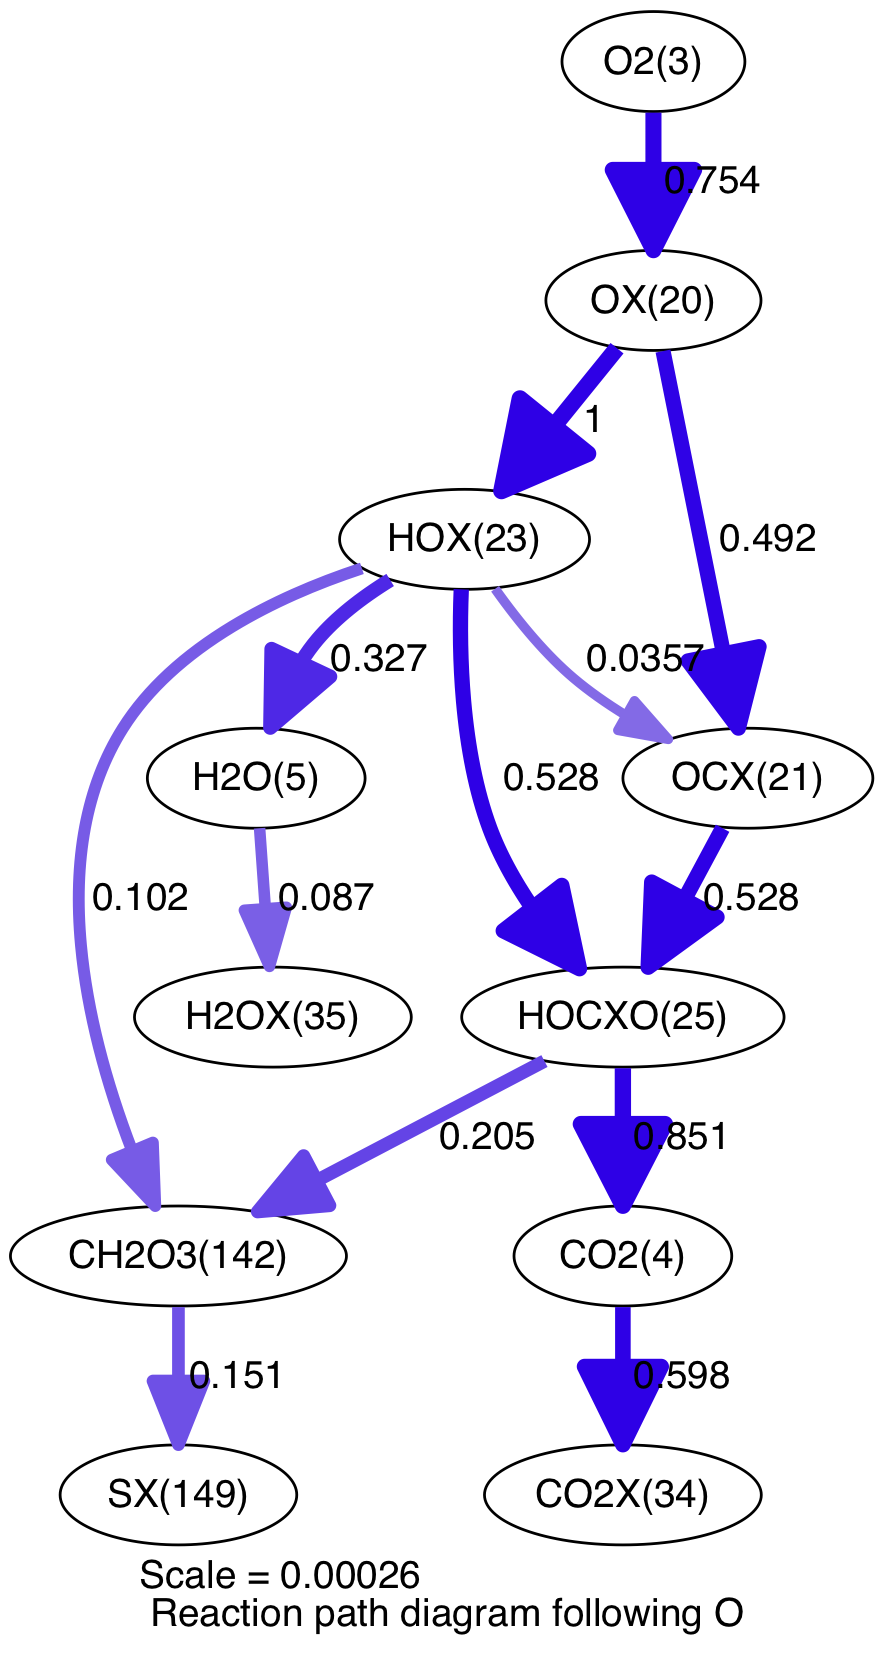 O2(3)
0.754
OX(20)
1
HOX(23)
0.492
0.327
0.0357
H2O(5)
0.528
OCX(21)
0.102
0.087
0.528
H2OX(35)
HOCXO(25)
0.205
0.851
CH2O3(142)
CO2(4)
0.151
0.598
SX(149)
CO2X(34)
Scale = 0.00026
Reaction path diagram following O